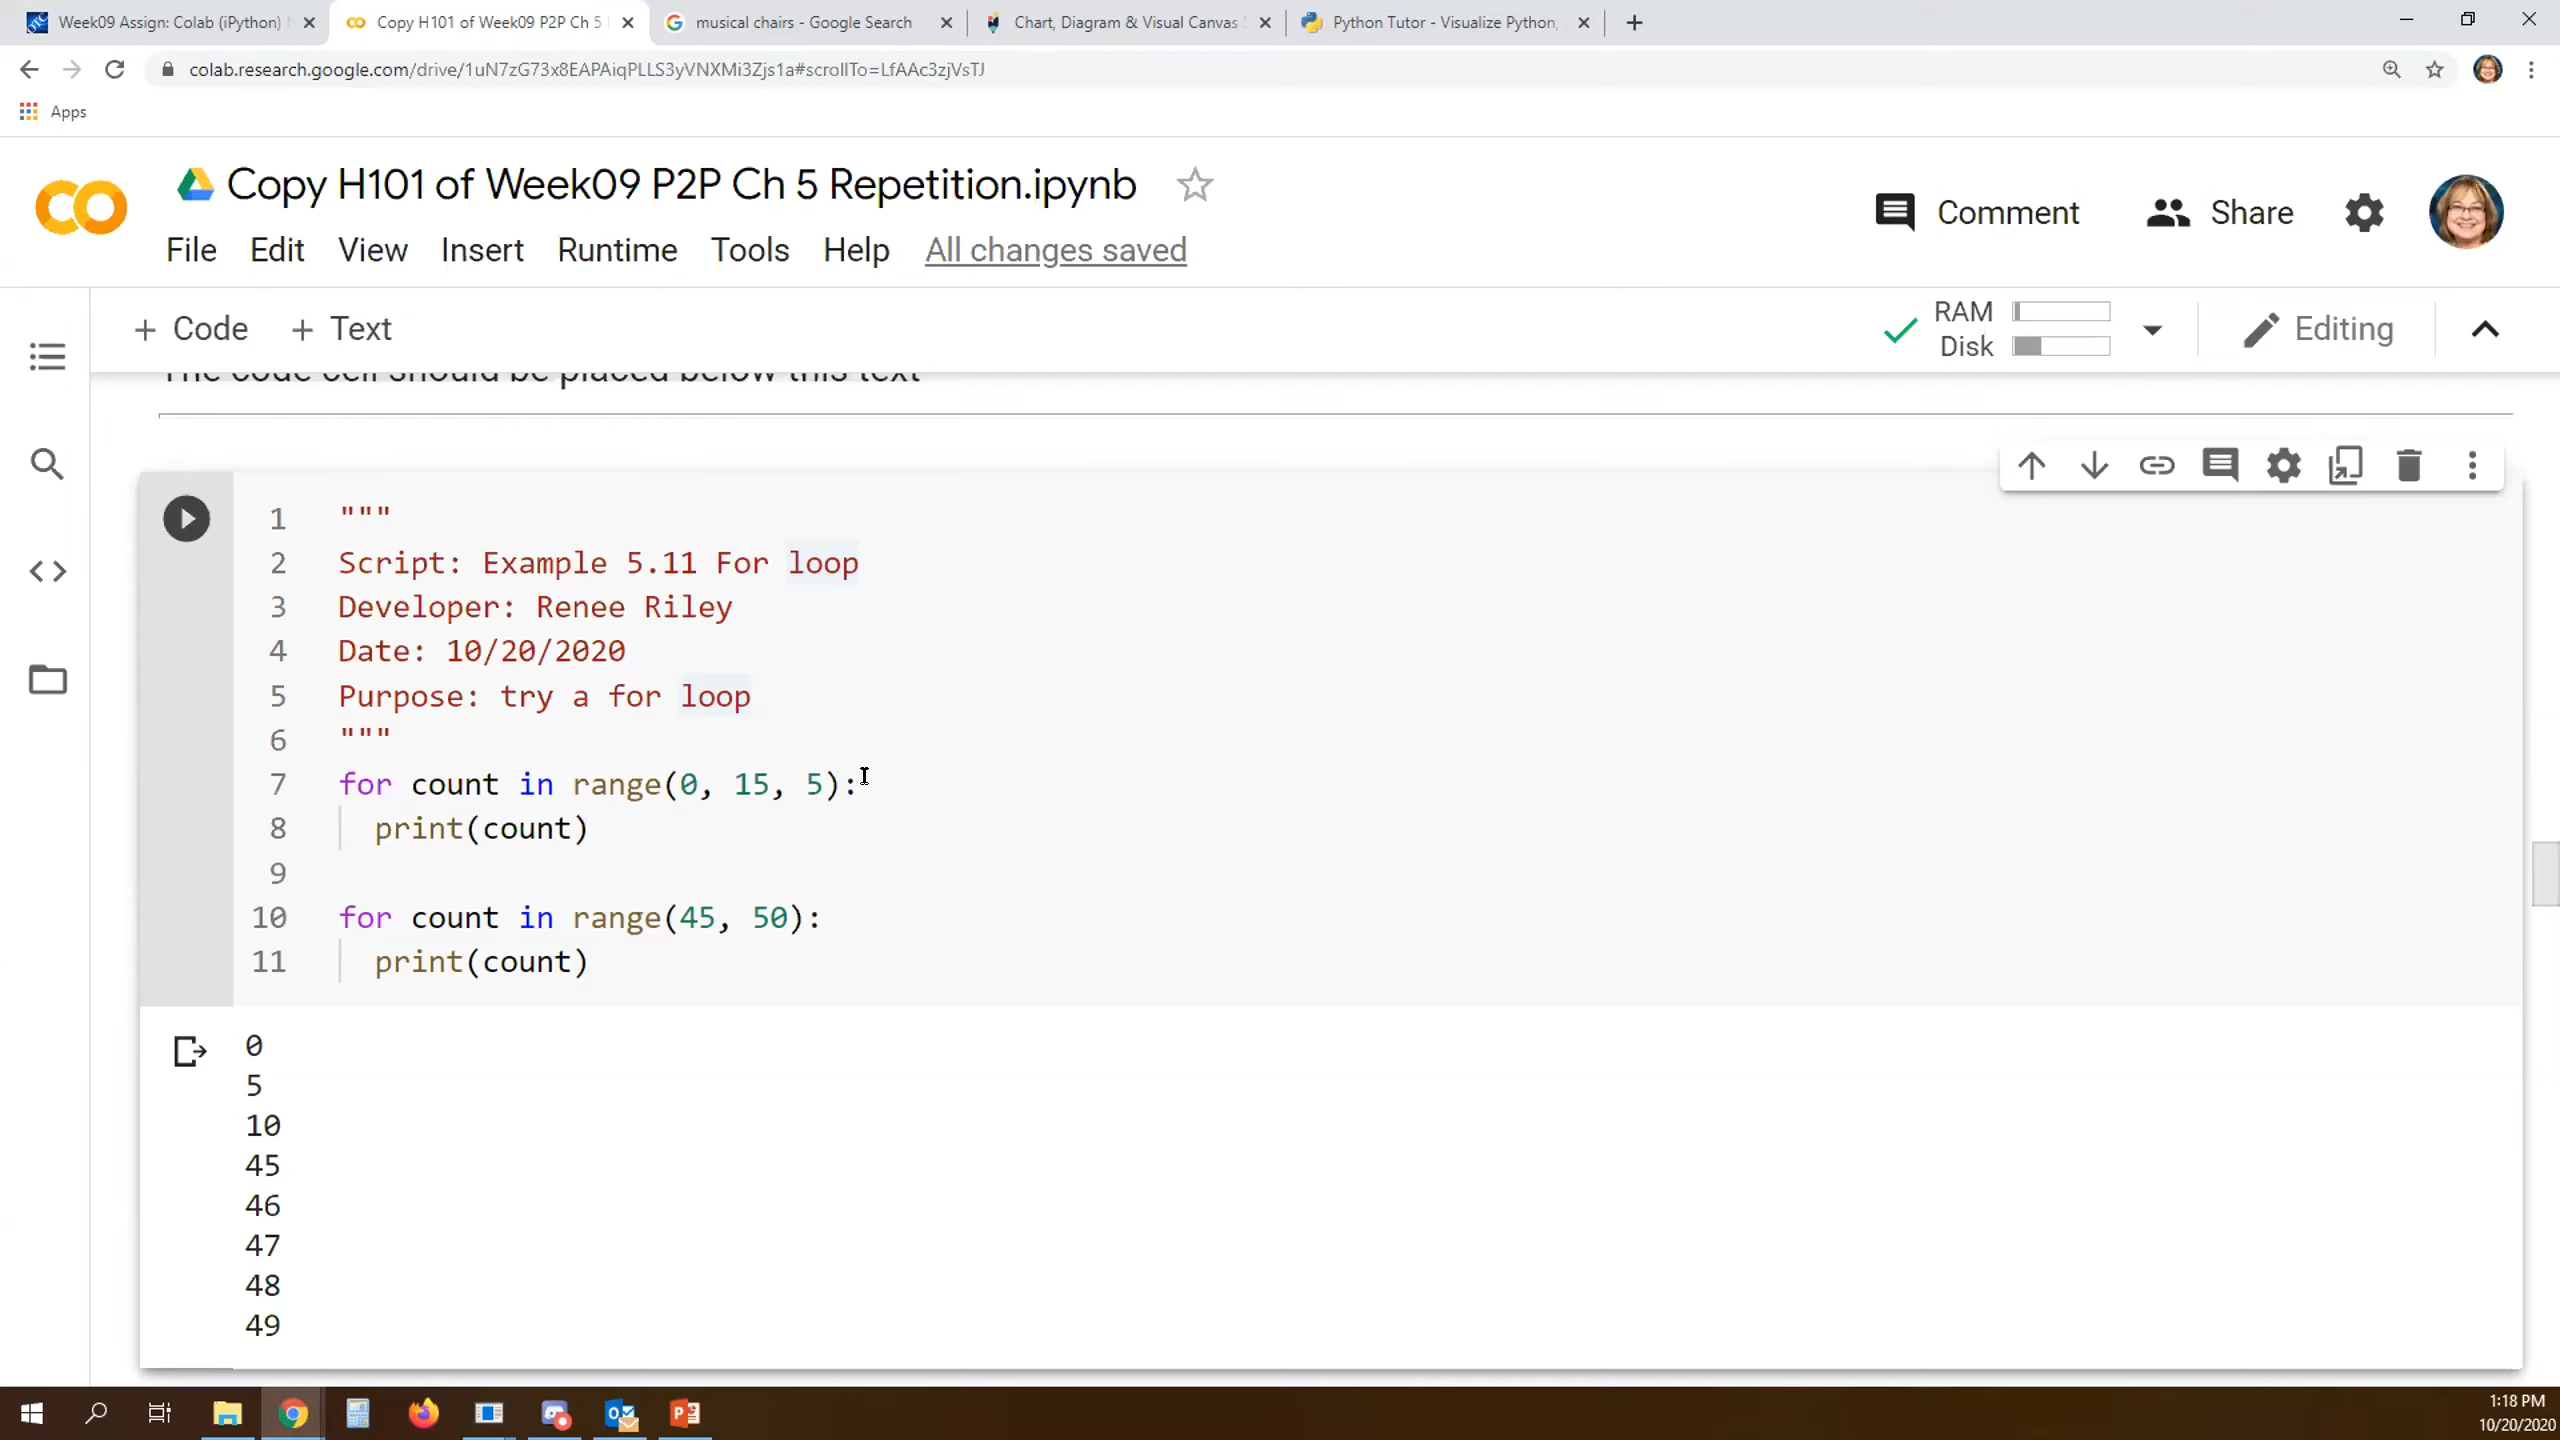 Week09 Assign: Colab (iPython)
Copy H101 of Week09 P2P Ch 5
musical chairs - Google Search
Chart, Diagram & Visual Canvas
Python Tutor - Visualize Python,
colab.research.google.com/drive/1uN7zG73x8EAPAiqPLLS3yVNXMi3Zjs1a#scrollTo=LfAAc3zjVsTJ
Apps
Copy H101 of Week09 P2P Ch 5 Repetition.ipynb
Comment
Share
File Edit View Insert Runtime Tools Help All changes saved
+ Code + Text
RAM
Disk
Editing
The code cell should be placed below this text
1 """
2 Script: Example 5.11 For loop
3 Developer: Renee Riley
4 Date: 10/20/2020
5 Purpose: try a for loop
6 """
7 for count in range(0, 15, 5):
8 print(count)
9
10 for count in range(45, 50):
11 print(count)
0
5
10
45
46
47
48
49
1:18 PM
10/20/2020